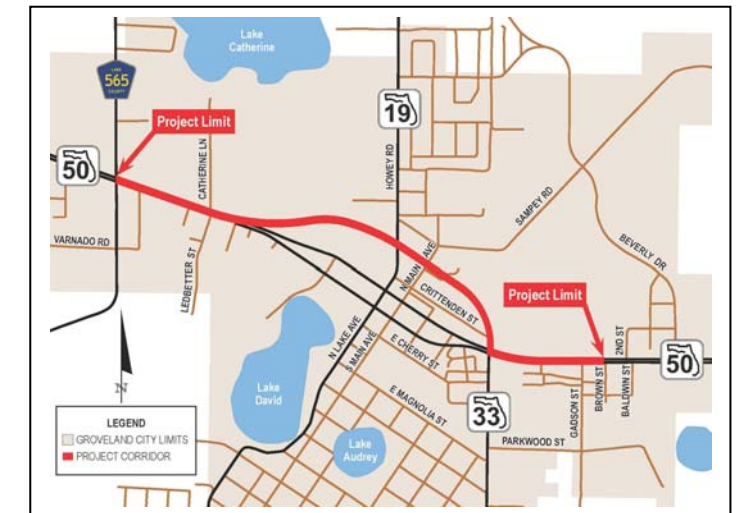 Lake
Catherine
LAKE
565
COUNTY
Project Limit
19
50
CATHERINE LN
HOWEY RD
SAMPEY RD
VARNADO RD
LEDBETTER ST
N MAIN AVE
BEVERLY DR
CRITTENDEN ST
Project Limit
N LAKE AVE
S MAIN AVE
E CHERRY ST
2ND ST
50
N
Lake
David
E MAGNOLIA ST
33
GADSON ST
BROWN ST
BALDWIN ST
LEGEND
GROVELAND CITY LIMITS
PROJECT CORRIDOR
Lake
Audrey
PARKWOOD ST